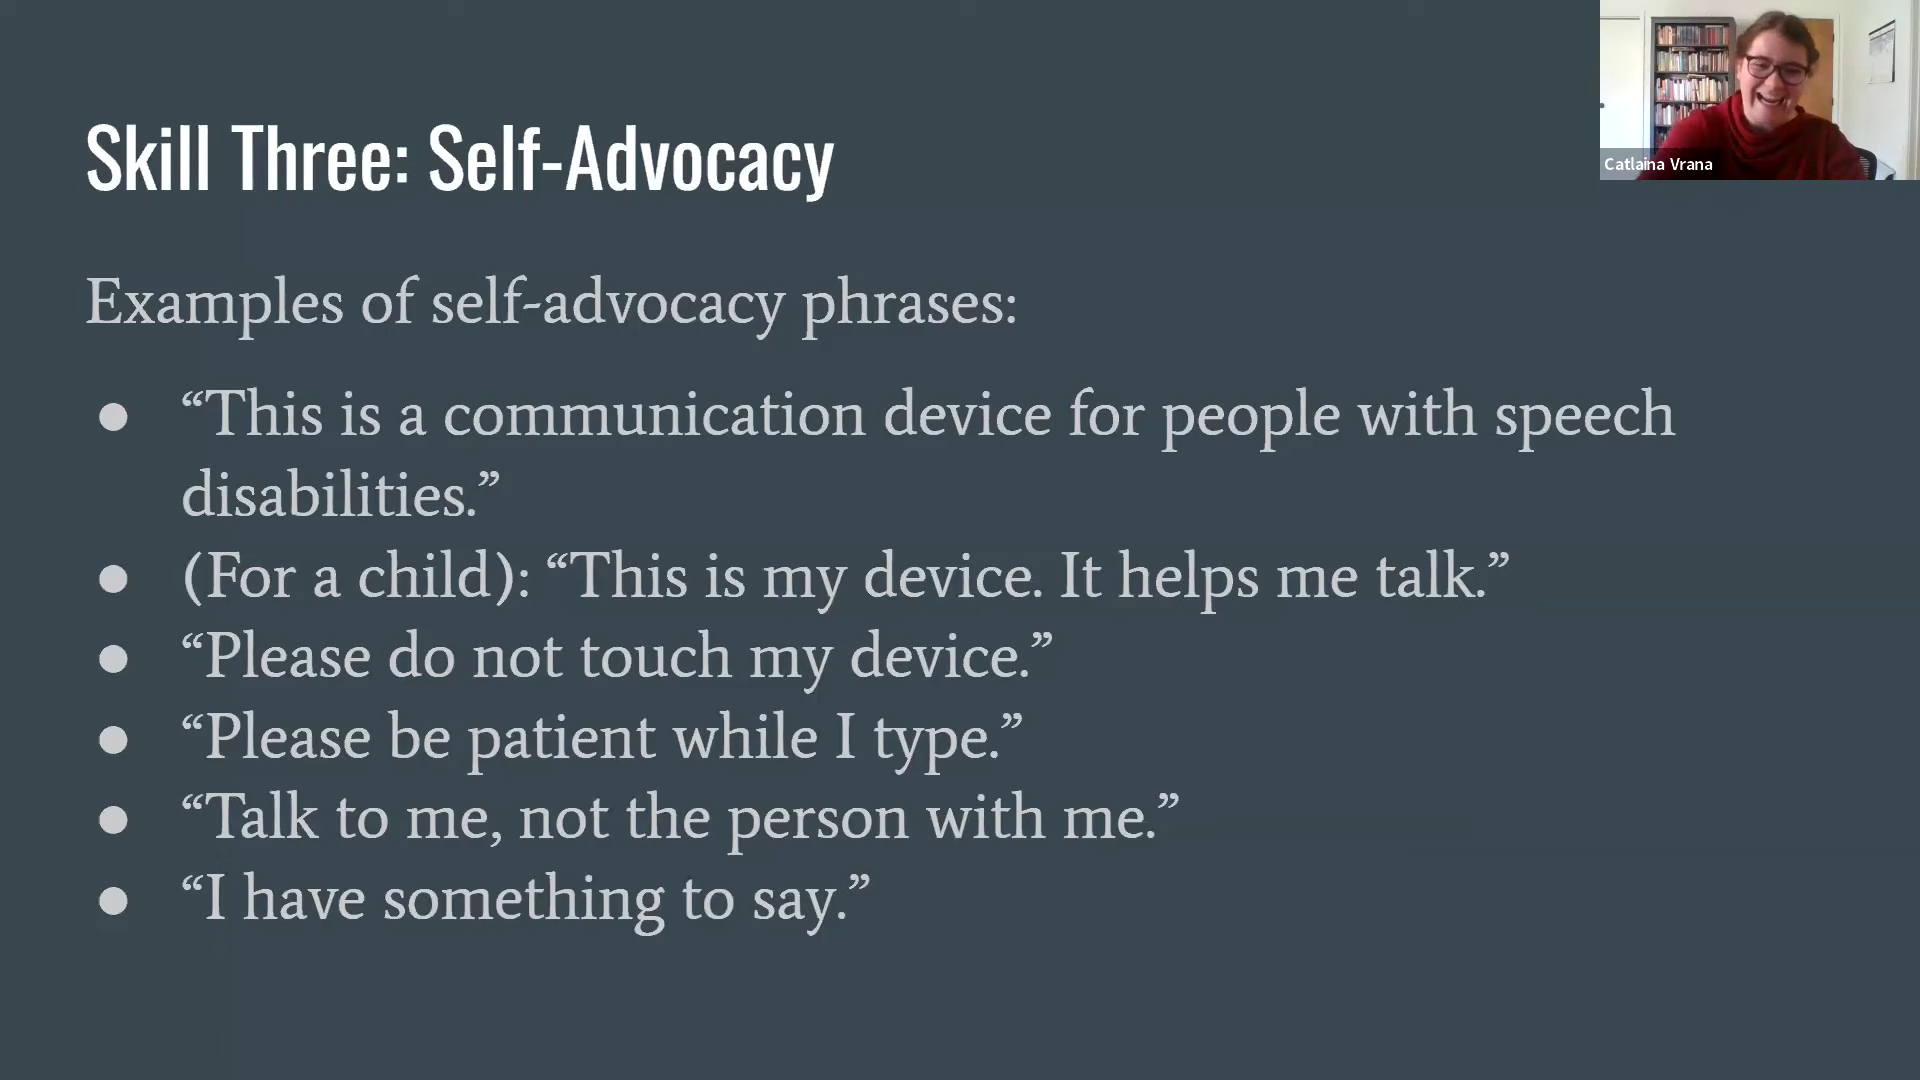 Skill Three: Self-Advocacy
Examples of self-advocacy phrases:
● “This is a communication device for people with speech
disabilities.”
● (For a child): “This is my device. It helps me talk.”
● “Please do not touch my device.”
● “Please be patient while I type.”
● “Talk to me, not the person with me.”
● “I have something to say.”
Catlaina Vrana